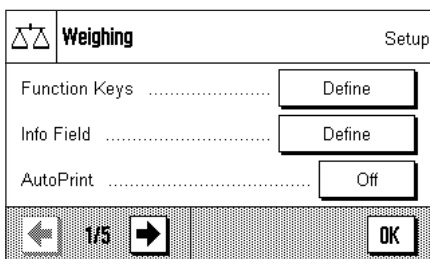 Weighing Setup
Function Keys ........................ Define
Info Field ................................ Define
AutoPrint ....................................... Off
1/5 OK